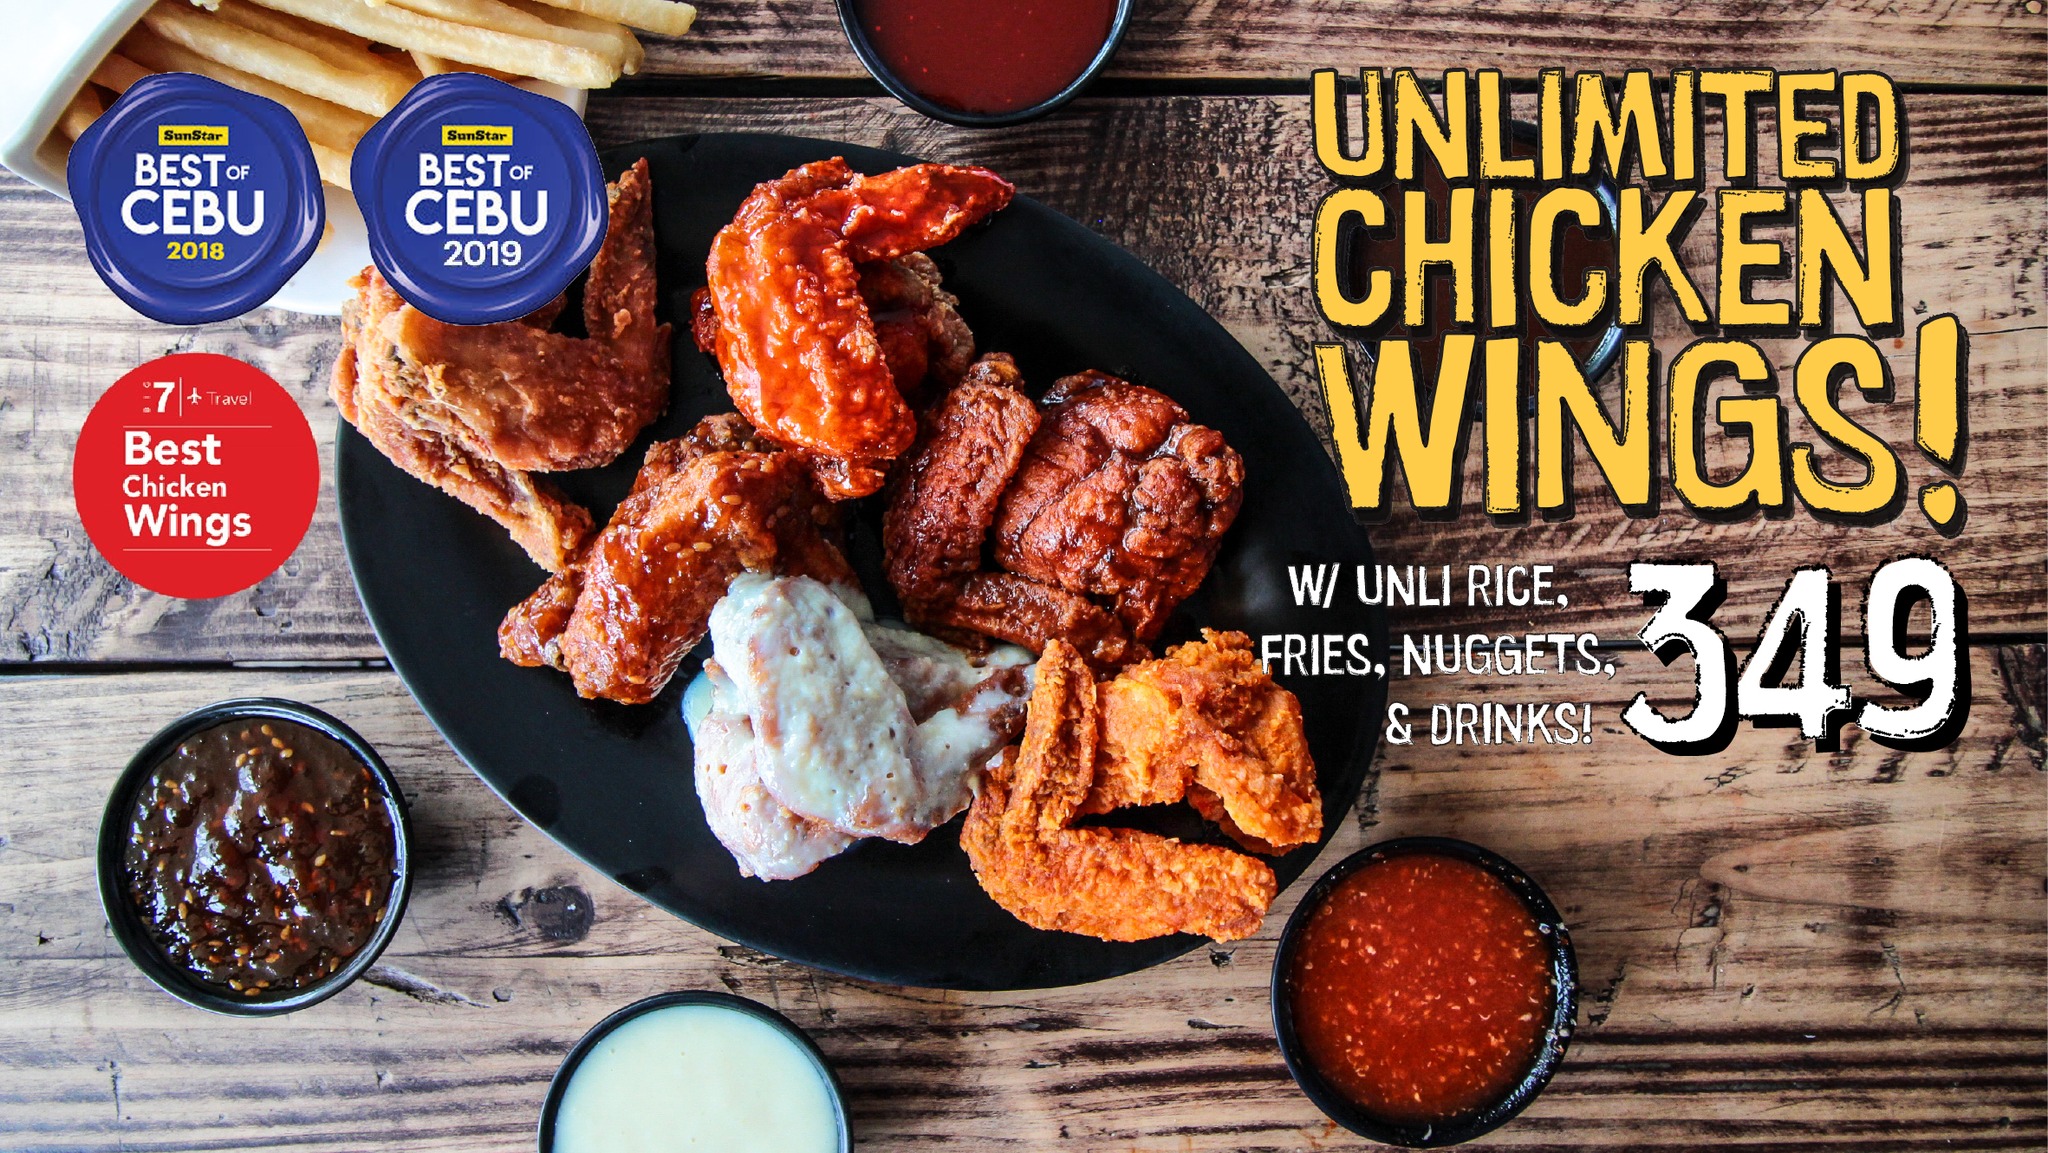 SunStar
BEST OF
CEBU
2018
SunStar
BEST OF
CEBU
2019
BIG 7 Travel
Best
Chicken
Wings
UNLIMITED
CHICKEN
WINGS!
W/ UNLI RICE,
FRIES, NUGGETS,
& DRINKS!
349